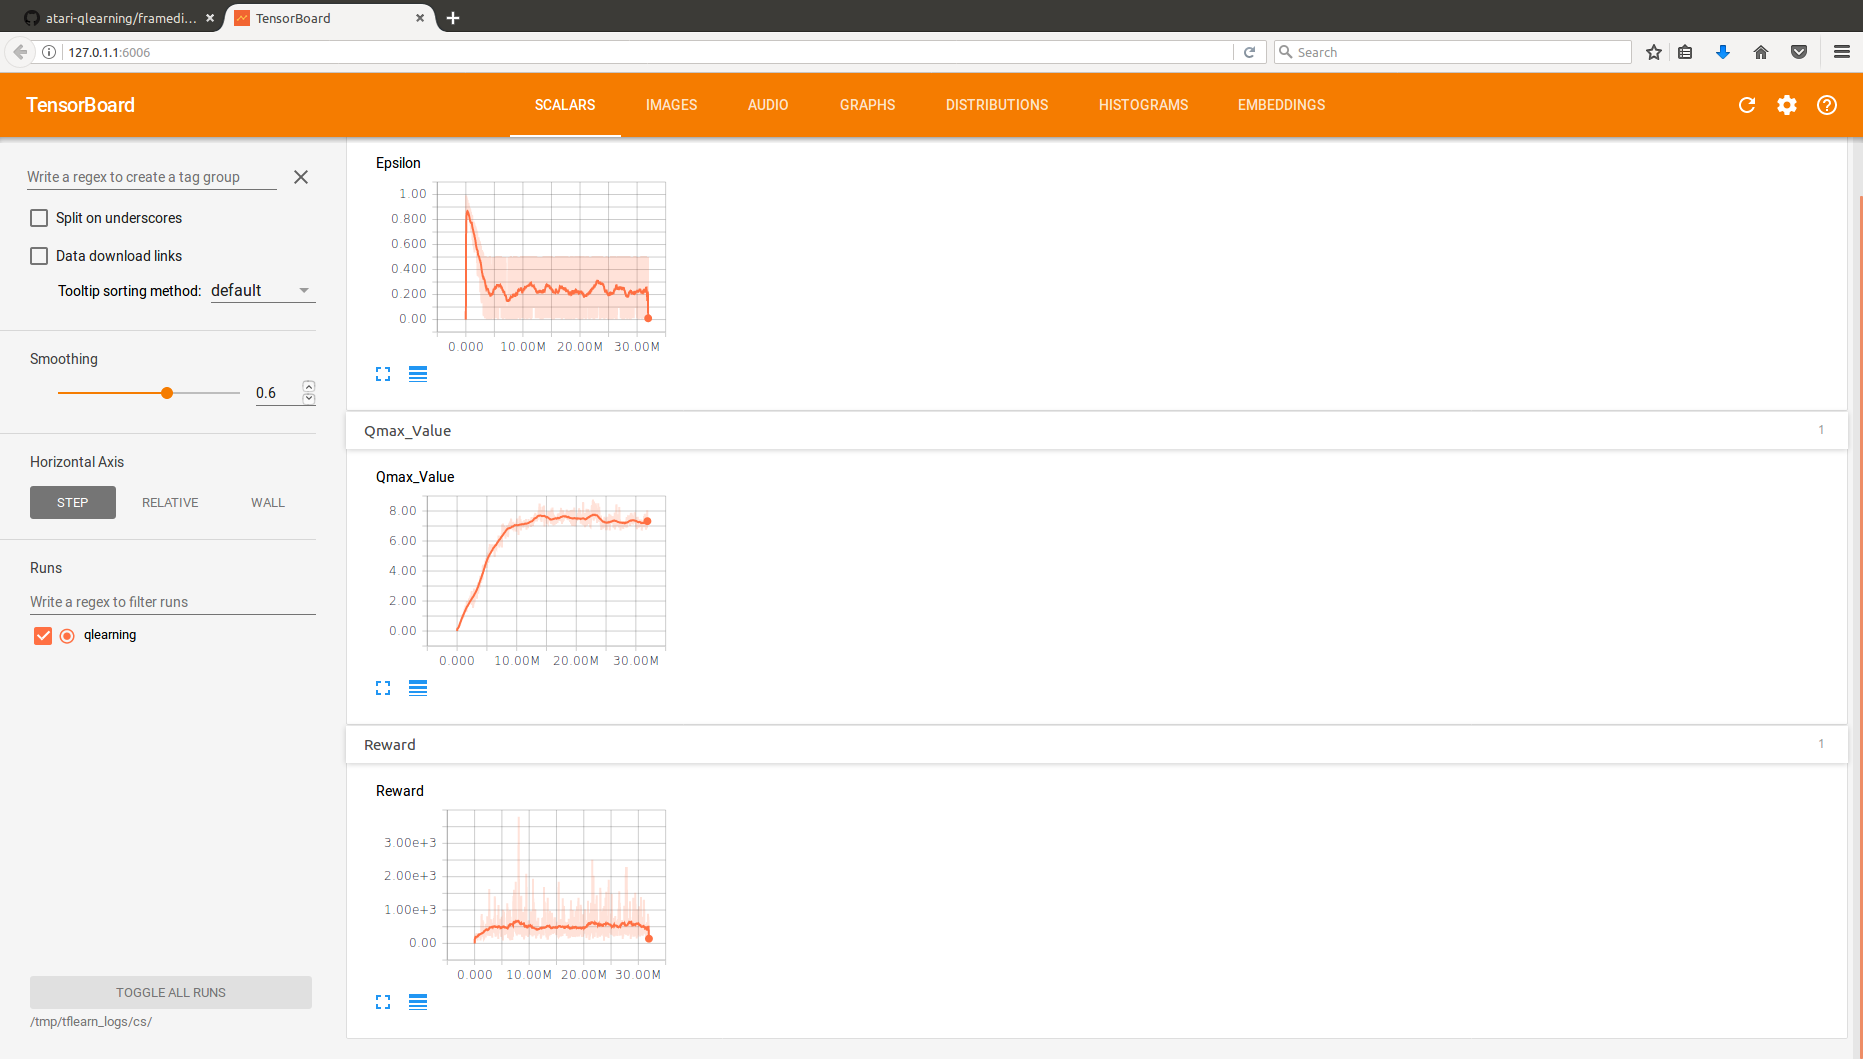 atari-qlearning/framedi...
TensorBoard
127.0.1.1:6006
Search
TensorBoard
SCALARS IMAGES AUDIO GRAPHS DISTRIBUTIONS HISTOGRAMS EMBEDDINGS
Write a regex to create a tag group
Split on underscores
Data download links
Tooltip sorting method: default
Smoothing
0.6
Horizontal Axis
STEP RELATIVE WALL
Runs
Write a regex to filter runs
qlearning
TOGGLE ALL RUNS
/tmp/tflearn_logs/cs/
Epsilon
1.00
0.800
0.600
0.400
0.200
0.00
0.000 10.00M 20.00M 30.00M
Qmax_Value 1
Qmax_Value
8.00
6.00
4.00
2.00
0.00
0.000 10.00M 20.00M 30.00M
Reward 1
Reward
3.00e+3
2.00e+3
1.00e+3
0.00
0.000 10.00M 20.00M 30.00M